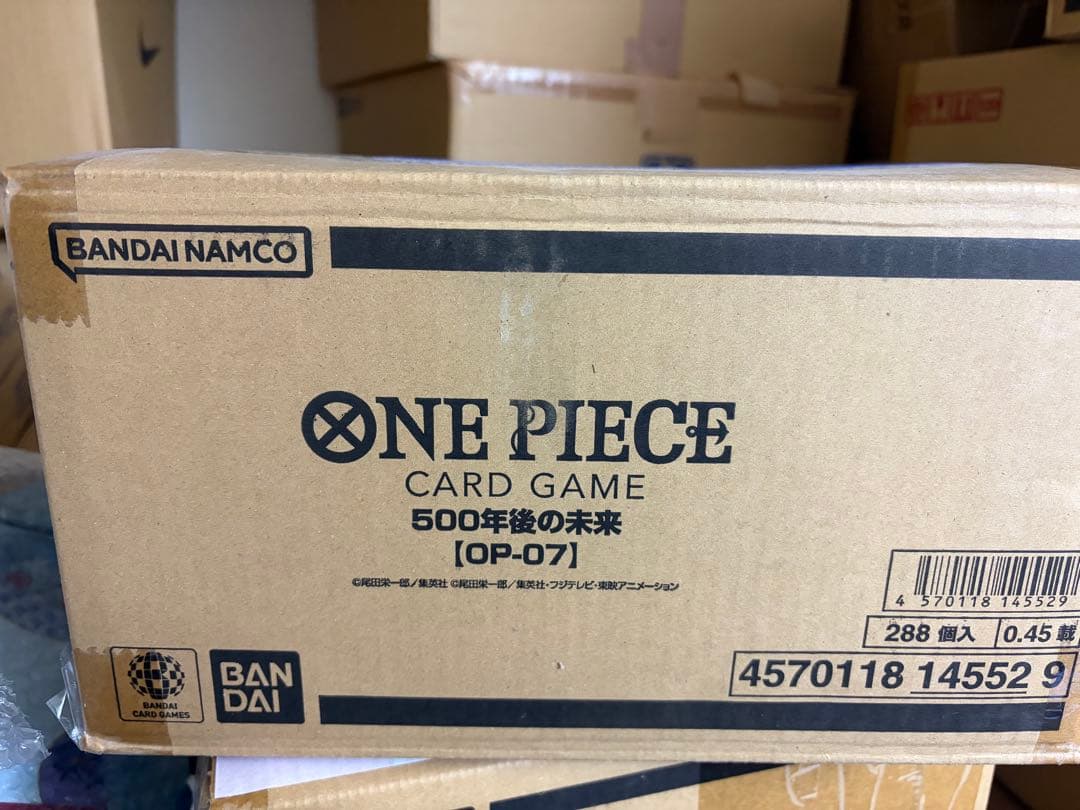 BANDAI NAMCO
ONE PIECE
CARD GAME
500年後の未来
【OP-07】
©尾田栄一郎/集英社 ©尾田栄一郎/集英社・フジテレビ・東映アニメーション
4 570118 145529
288 個入 0.45 載
4570118 14552 9
BANDAI
CARD GAMES
BAN
DAI